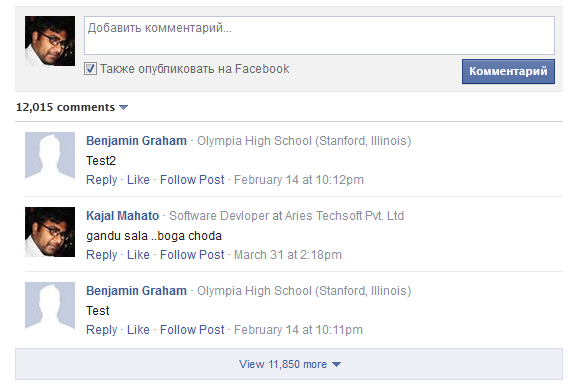 Добавить комментарий...
Также опубликовать на Facebook
Комментарий
12,015 comments
Benjamin Graham · Olympia High School (Stanford, Illinois)
Test2
Reply · Like · Follow Post · February 14 at 10:12pm
Kajal Mahato · Software Devloper at Aries Techsoft Pvt. Ltd
gandu sala ..boga choda
Reply · Like · Follow Post · March 31 at 2:18pm
Benjamin Graham · Olympia High School (Stanford, Illinois)
Test
Reply · Like · Follow Post · February 14 at 10:11pm
View 11,850 more